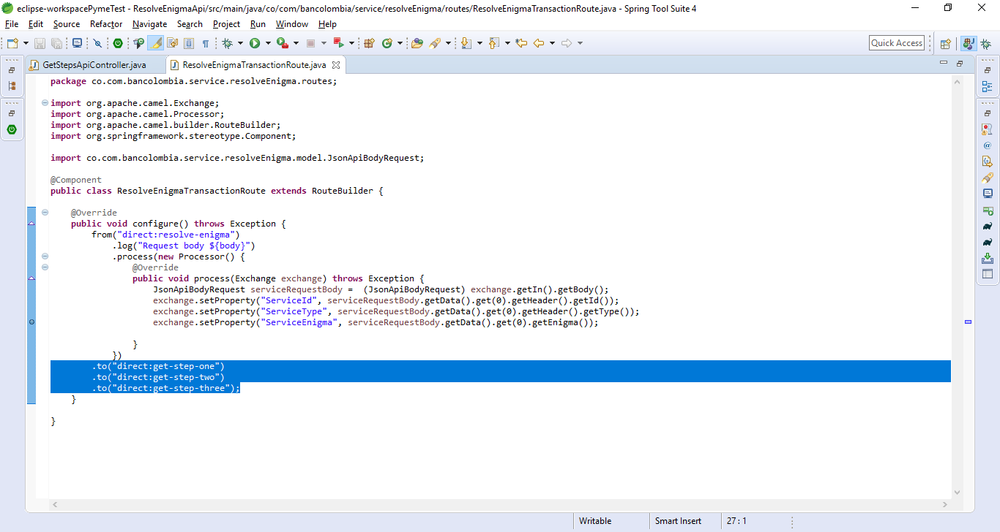 eclipse-workspacePymeTest - ResolveEnigmaApi/src/main/java/co/com/bancolombia/service/resolveEnigma/routes/ResolveEnigmaTransactionRoute.java - Spring Tool Suite 4
File Edit Source Refactor Navigate Search Project Run Window Help
Quick Access
GetStepsApiController.java ResolveEnigmaTransactionRoute.java
package co.com.bancolombia.service.resolveEnigma.routes;
import org.apache.camel.Exchange;
import org.apache.camel.Processor;
import org.apache.camel.builder.RouteBuilder;
import org.springframework.stereotype.Component;
import co.com.bancolombia.service.resolveEnigma.model.JsonApiBodyRequest;
@Component
public class ResolveEnigmaTransactionRoute extends RouteBuilder {
@Override
public void configure() throws Exception {
from("direct:resolve-enigma")
.log("Request body ${body}")
.process(new Processor() {
@Override
public void process(Exchange exchange) throws Exception {
JsonApiBodyRequest serviceRequestBody =  (JsonApiBodyRequest) exchange.getIn().getBody();
exchange.setProperty("ServiceId", serviceRequestBody.getData().get(0).getHeader().getId());
exchange.setProperty("ServiceType", serviceRequestBody.getData().get(0).getHeader().getType());
exchange.setProperty("ServiceEnigma", serviceRequestBody.getData().get(0).getEnigma());
}
})
.to("direct:get-step-one")
.to("direct:get-step-two")
.to("direct:get-step-three");
}
}
Writable Smart Insert 27 : 1